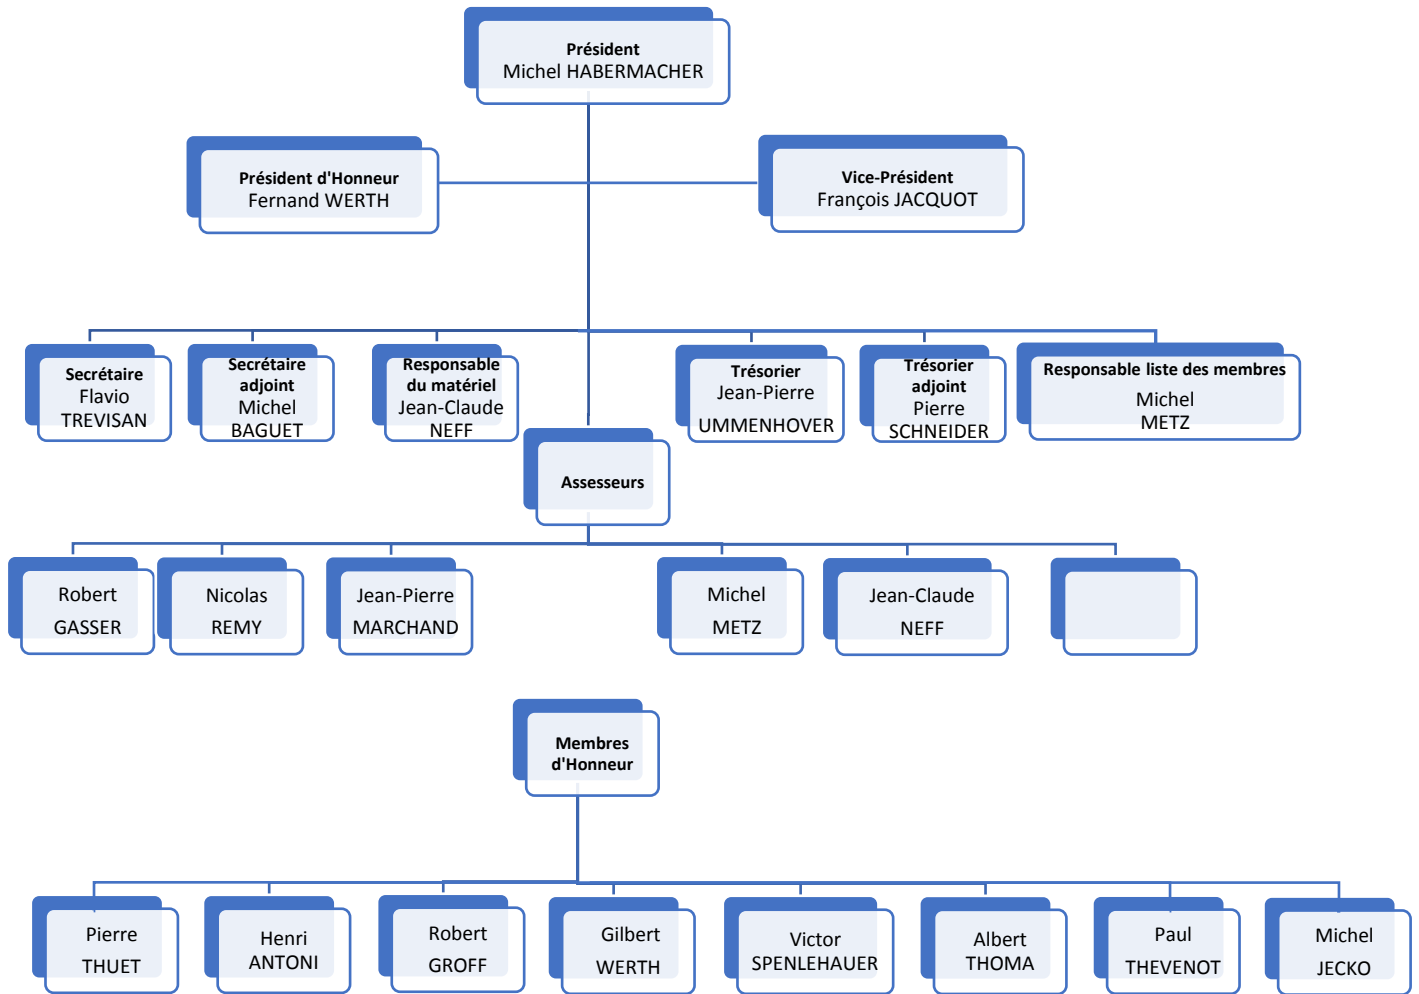 Président
Michel HABERMACHER
Président d'Honneur
Fernand WERTH
Vice-Président
François JACQUOT
Secrétaire
Flavio
TREVISAN
Secrétaire
adjoint
Michel
BAGUET
Responsable
du matériel
Jean-Claude
NEFF
Trésorier
Jean-Pierre
UMMENHOVER
Trésorier
adjoint
Pierre
SCHNEIDER
Responsable liste des membres
Michel
METZ
Assesseurs
Robert
GASSER
Nicolas
REMY
Jean-Pierre
MARCHAND
Michel
METZ
Jean-Claude
NEFF
Membres
d'Honneur
Pierre
THUET
Henri
ANTONI
Robert
GROFF
Gilbert
WERTH
Victor
SPENLEHAUER
Albert
THOMA
Paul
THEVENOT
Michel
JECKO